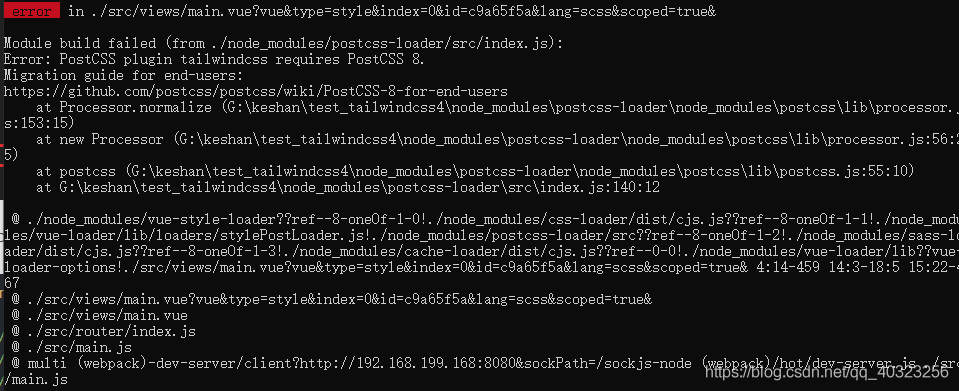 error in ./src/views/main.vue?vue&type=style&index=0&id=c9a65f5a&lang=scss&scoped=true&
Module build failed (from ./node_modules/postcss-loader/src/index.js):
Error: PostCSS plugin tailwindcss requires PostCSS 8.
Migration guide for end-users:
https://github.com/postcss/postcss/wiki/PostCSS-8-for-end-users
at Processor.normalize (G:\keshan\test_tailwindcss4\node_modules\postcss-loader\node_modules\postcss\lib\processor.
s:153:15)
at new Processor (G:\keshan\test_tailwindcss4\node_modules\postcss-loader\node_modules\postcss\lib\processor.js:56:2
5)
at postcss (G:\keshan\test_tailwindcss4\node_modules\postcss-loader\node_modules\postcss\lib\postcss.js:55:10)
at G:\keshan\test_tailwindcss4\node_modules\postcss-loader\src\index.js:140:12
@ ./node_modules/vue-style-loader??ref--8-oneOf-1-0!./node_modules/css-loader/dist/cjs.js??ref--8-oneOf-1-1!./node_mod
es/vue-loader/lib/loaders/stylePostLoader.js!./node_modules/postcss-loader/src??ref--8-oneOf-1-2!./node_modules/sass-lo
ader/dist/cjs.js??ref--8-oneOf-1-3!./node_modules/cache-loader/dist/cjs.js??ref--0-0!./node_modules/vue-loader/lib??vue-
loader-options!./src/views/main.vue?vue&type=style&index=0&id=c9a65f5a&lang=scss&scoped=true& 4:14-459 14:3-18:5 15:22-4
67
@ ./src/views/main.vue?vue&type=style&index=0&id=c9a65f5a&lang=scss&scoped=true&
@ ./src/views/main.vue
@ ./src/router/index.js
@ ./src/main.js
@ multi (webpack)-dev-server/client?http://192.168.199.168:8080&sockPath=/sockjs-node (webpack)/hot/dev-server.js ./src
/main.js
https://blog.csdn.net/qq_40323256